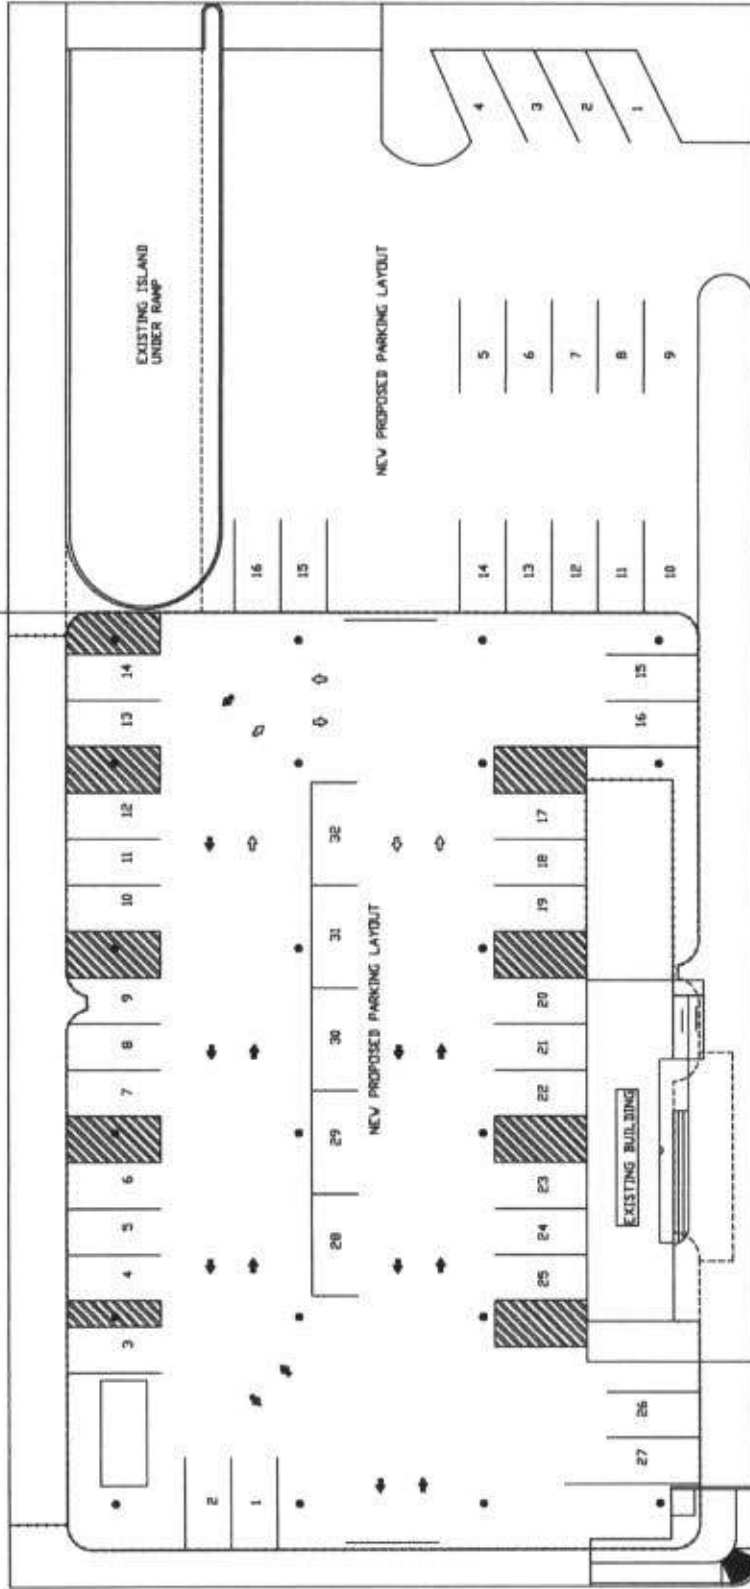 3 4 5 6 7 8 9 10 11 12 13 14
EXISTING ISLAND
UNDER RAMP
2
1 16
15
28 29 30 31 32
NEW PROPOSED PARKING LAYOUT
NEW PROPOSED PARKING LAYOUT
14 5 4
13 6 3
25 24 23 22 21 20 19 18 17
12 7 2
11 8 1
EXISTING BUILDING
27 26 16 15
10 9